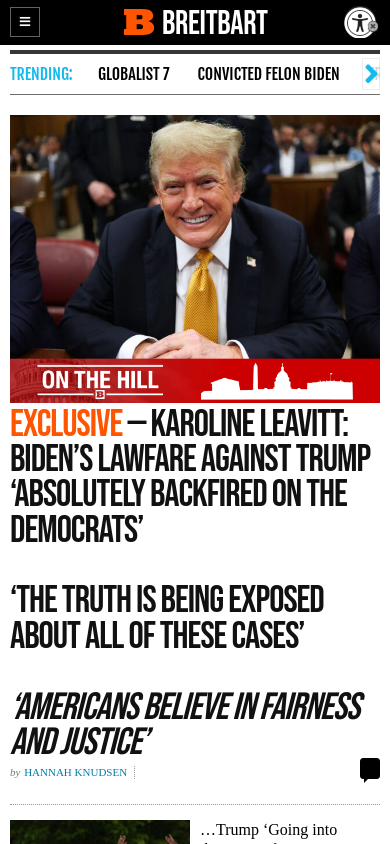 B BREITBART
TRENDING:
GLOBALIST 7
CONVICTED FELON BIDEN
ON THE HILL
B
EXCLUSIVE – KAROLINE LEAVITT:
BIDEN’S LAWFARE AGAINST TRUMP
‘ABSOLUTELY BACKFIRED ON THE
DEMOCRATS’
‘THE TRUTH IS BEING EXPOSED
ABOUT ALL OF THESE CASES’
‘AMERICANS BELIEVE IN FAIRNESS
AND JUSTICE’
by HANNAH KNUDSEN
…Trump ‘Going into